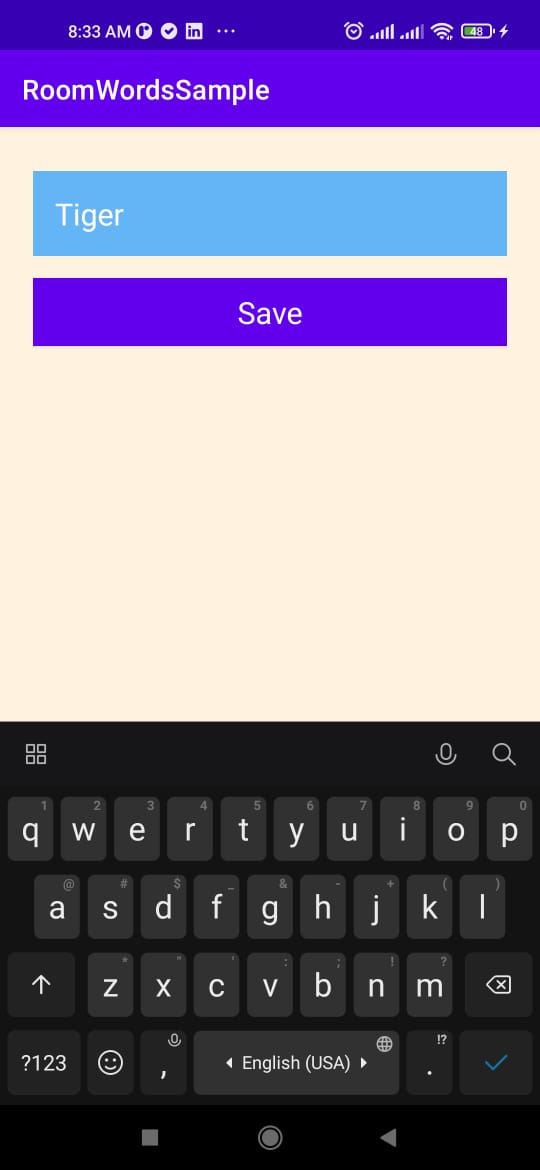 8:33 AM in ... 48
RoomWordsSample
Tiger
Save
1 2 3 4 5 6 7 8 9 0
q w e r t y u i o p
@ # $ _ & - + ( )
a s d f g h j k l
* " ' : ; ! ?
z x c v b n m
?123 , English (USA) . !?